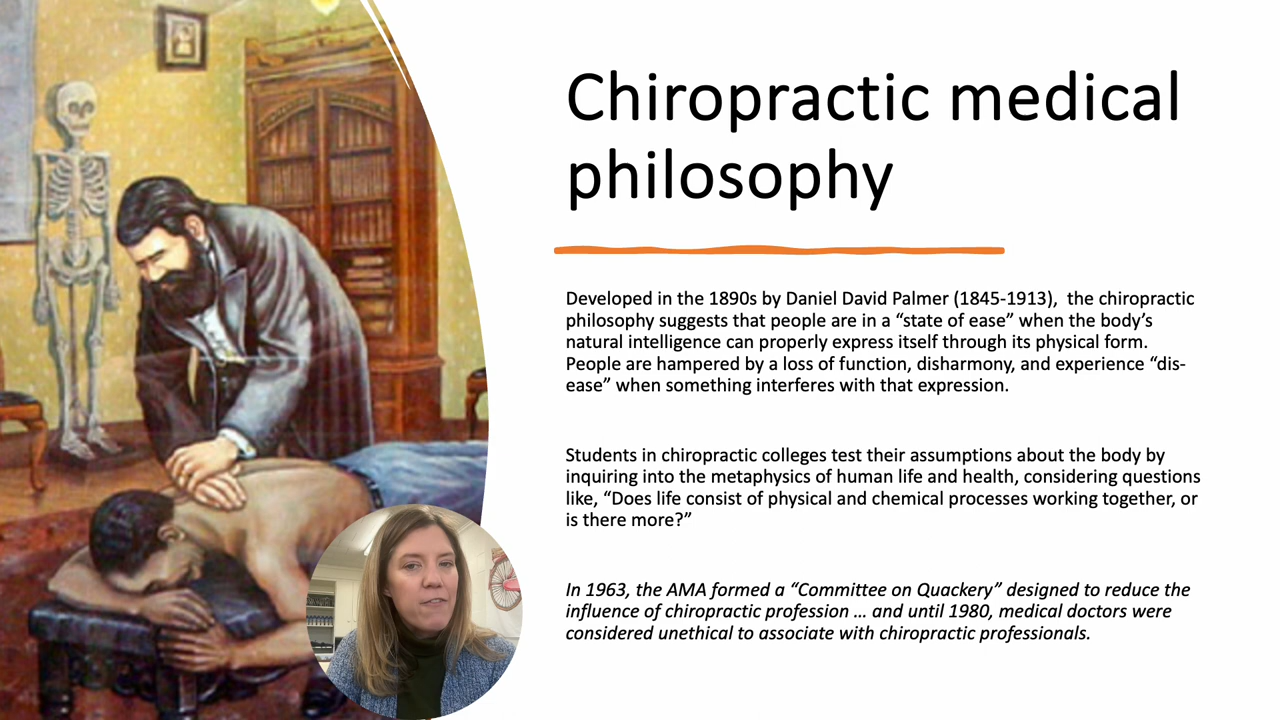 Chiropractic medical
philosophy
Developed in the 1890s by Daniel David Palmer (1845-1913),  the chiropractic
philosophy suggests that people are in a “state of ease” when the body’s
natural intelligence can properly express itself through its physical form.
People are hampered by a loss of function, disharmony, and experience “dis-
ease” when something interferes with that expression.
Students in chiropractic colleges test their assumptions about the body by
inquiring into the metaphysics of human life and health, considering questions
like, “Does life consist of physical and chemical processes working together, or
is there more?”
In 1963, the AMA formed a “Committee on Quackery” designed to reduce the
influence of chiropractic profession … and until 1980, medical doctors were
considered unethical to associate with chiropractic professionals.